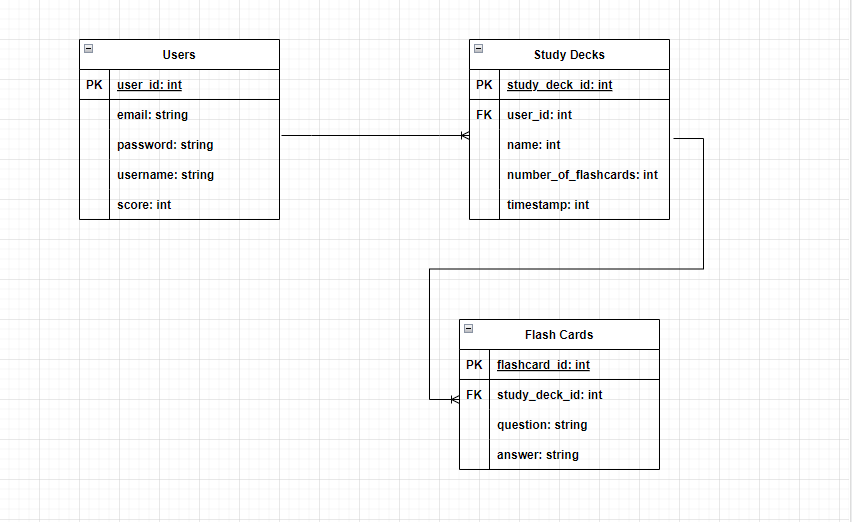 Users
PK user_id: int
email: string
password: string
username: string
score: int
Study Decks
PK study_deck_id: int
FK user_id: int
name: int
number_of_flashcards: int
timestamp: int
Flash Cards
PK flashcard_id: int
FK study_deck_id: int
question: string
answer: string